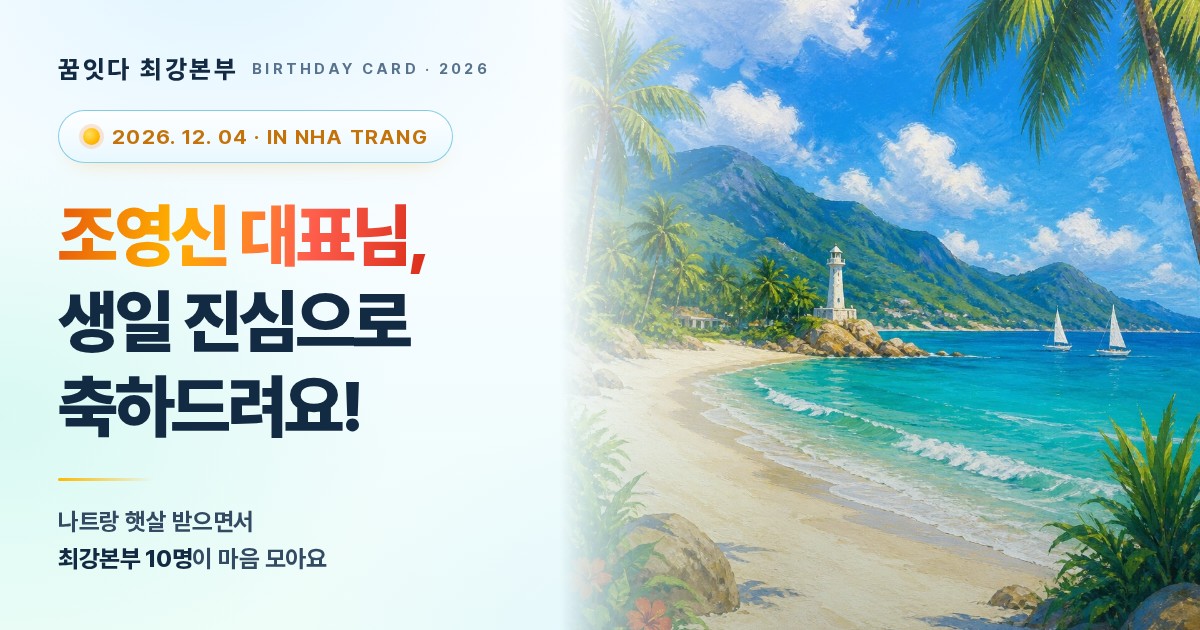 꿈잇다 최강본부 BIRTHDAY CARD · 2026
2026. 12. 04 · IN NHA TRANG
조영신 대표님,
생일 진심으로
축하드려요!
나트랑 햇살 받으면서
최강본부 10명이 마음 모아요